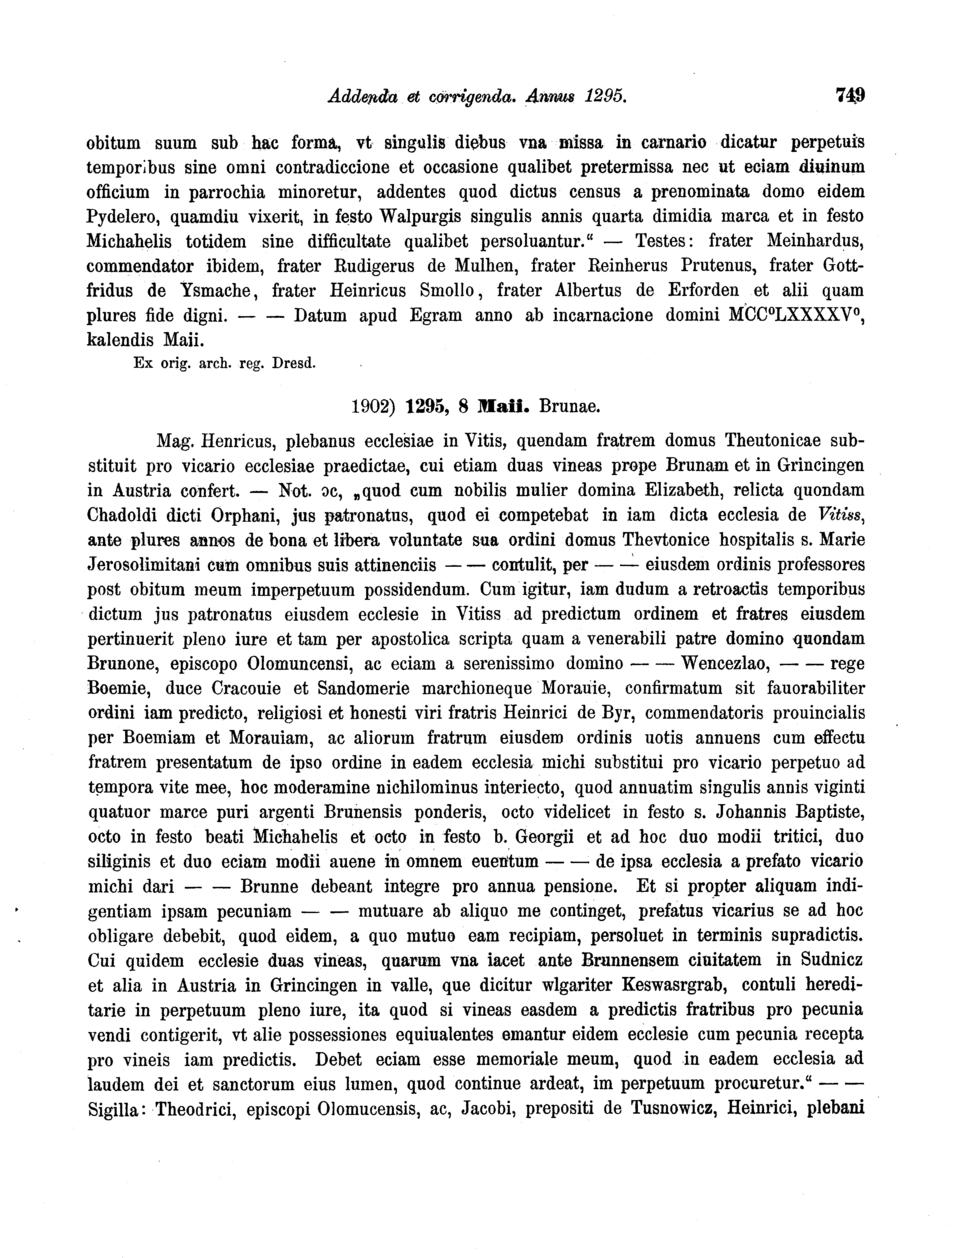 Addenda et corrigenda. Annus 1295. 749
obitum suum sub hac forma, vt singulis diebus vna missa in carnario dicatur perpetuis
temporibus sine omni contradiccione et occasione qualibet pretermissa nec ut eciam diuinum
officium in parrochia minoretur, addentes quod dictus census a prenominata domo eidem
Pydelero, quamdiu vixerit, in festo Walpurgis singulis annis quarta dimidia marca et in festo
Michahelis totidem sine difficultate qualibet persoluantur.“ — Testes: frater Meinhardus,
commendator ibidem, frater Rudigerus de Mulhen, frater Reinherus Prutenus, frater Gott-
fridus de Ysmache, frater Heinricus Smollo, frater Albertus de Erforden et alii quam
plures fide digni. — — Datum apud Egram anno ab incarnacione domini MCC⁰LXXXXV⁰,
kalendis Maii.
Ex orig. arch. reg. Dresd.
1902) 1295, 8 Maii. Brunae.
Mag. Henricus, plebanus ecclesiae in Vitis, quendam fratrem domus Theutonicae sub-
stituit pro vicario ecclesiae praedictae, cui etiam duas vineas prope Brunam et in Grincingen
in Austria confert. — Not. ɔc, „quod cum nobilis mulier domina Elizabeth, relicta quondam
Chadoldi dicti Orphani, jus patronatus, quod ei competebat in iam dicta ecclesia de Vitiss,
ante plures annos de bona et libera voluntate sua ordini domus Thevtonice hospitalis s. Marie
Jerosolimitani cum omnibus suis attinenciis — — contulit, per — — eiusdem ordinis professores
post obitum meum imperpetuum possidendum. Cum igitur, iam dudum a retroactis temporibus
dictum jus patronatus eiusdem ecclesie in Vitiss ad predictum ordinem et fratres eiusdem
pertinuerit pleno iure et tam per apostolica scripta quam a venerabili patre domino quondam
Brunone, episcopo Olomuncensi, ac eciam a serenissimo domino — — Wencezlao, — — rege
Boemie, duce Cracouie et Sandomerie marchioneque Morauie, confirmatum sit fauorabiliter
ordini iam predicto, religiosi et honesti viri fratris Heinrici de Byr, commendatoris prouincialis
per Boemiam et Morauiam, ac aliorum fratrum eiusdem ordinis uotis annuens cum effectu
fratrem presentatum de ipso ordine in eadem ecclesia michi substitui pro vicario perpetuo ad
tempora vite mee, hoc moderamine nichilominus interiecto, quod annuatim singulis annis viginti
quatuor marce puri argenti Brunensis ponderis, octo videlicet in festo s. Johannis Baptiste,
octo in festo beati Michahelis et octo in festo b. Georgii et ad hoc duo modii tritici, duo
siliginis et duo eciam modii auene in omnem euentum — — de ipsa ecclesia a prefato vicario
michi dari — — Brunne debeant integre pro annua pensione. Et si propter aliquam indi-
gentiam ipsam pecuniam — — mutuare ab aliquo me continget, prefatus vicarius se ad hoc
obligare debebit, quod eidem, a quo mutuo eam recipiam, persoluet in terminis supradictis.
Cui quidem ecclesie duas vineas, quarum vna iacet ante Brunnensem ciuitatem in Sudnicz
et alia in Austria in Grincingen in valle, que dicitur wlgariter Keswasrgrab, contuli heredi-
tarie in perpetuum pleno iure, ita quod si vineas easdem a predictis fratribus pro pecunia
vendi contigerit, vt alie possessiones equiualentes emantur eidem ecclesie cum pecunia recepta
pro vineis iam predictis. Debet eciam esse memoriale meum, quod in eadem ecclesia ad
laudem dei et sanctorum eius lumen, quod continue ardeat, im perpetuum procuretur.“ — —
Sigilla: Theodrici, episcopi Olomucensis, ac, Jacobi, prepositi de Tusnowicz, Heinrici, plebani